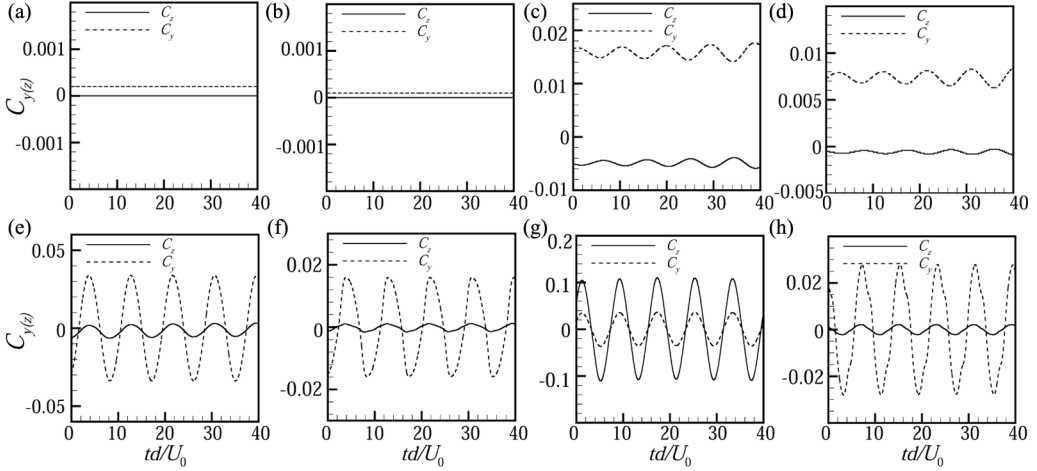 (a) (b) (c) (d)
C_z C_z C_z C_z
C_y C_y C_y C_y
C_y(z)
0.001 0 -0.001
0.001 0 -0.001
0.02 0.01 0 -0.01
0.01 0.005 0 -0.005
0 10 20 30 40 0 10 20 30 40 0 10 20 30 40 0 10 20 30 40
(e) (f) (g) (h)
C_z C_z C_z C_z
C_y C_y C_y C_y
C_y(z)
0.05 0 -0.05
0.02 0 -0.02
0.2 0.1 0 -0.1
0.02 0 -0.02
0 10 20 30 40 0 10 20 30 40 0 10 20 30 40 0 10 20 30 40
td/U_0 td/U_0 td/U_0 td/U_0